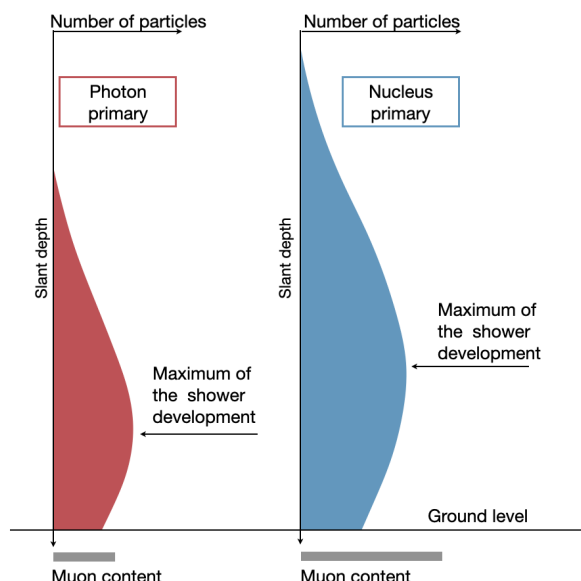 Number of particles
Number of particles
Photon
primary
Nucleus
primary
Slant depth
Slant depth
Maximum of
the shower
development
Maximum of
the shower
development
Ground level
Muon content
Muon content